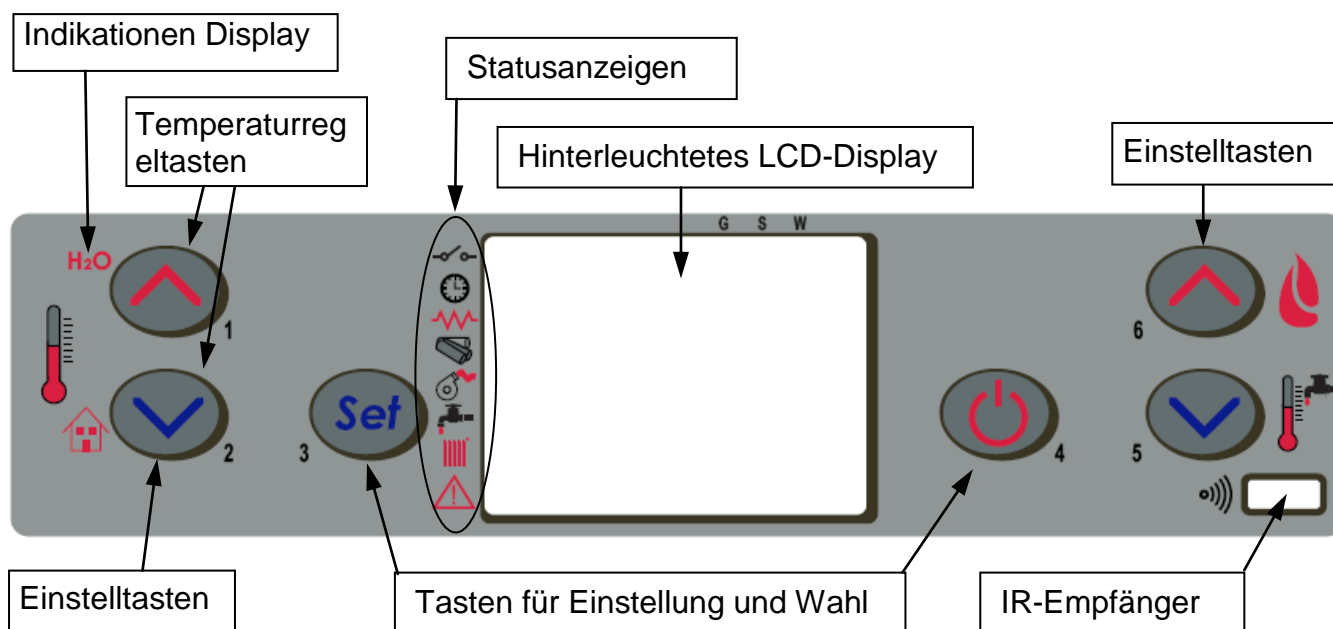 Indikationen Display
Statusanzeigen
Temperaturreg
eltasten
Hinterleuchtetes LCD-Display
Einstelltasten
G S W
H2O
1
6
Set
2
3
4
5
Einstelltasten
Tasten für Einstellung und Wahl
IR-Empfänger